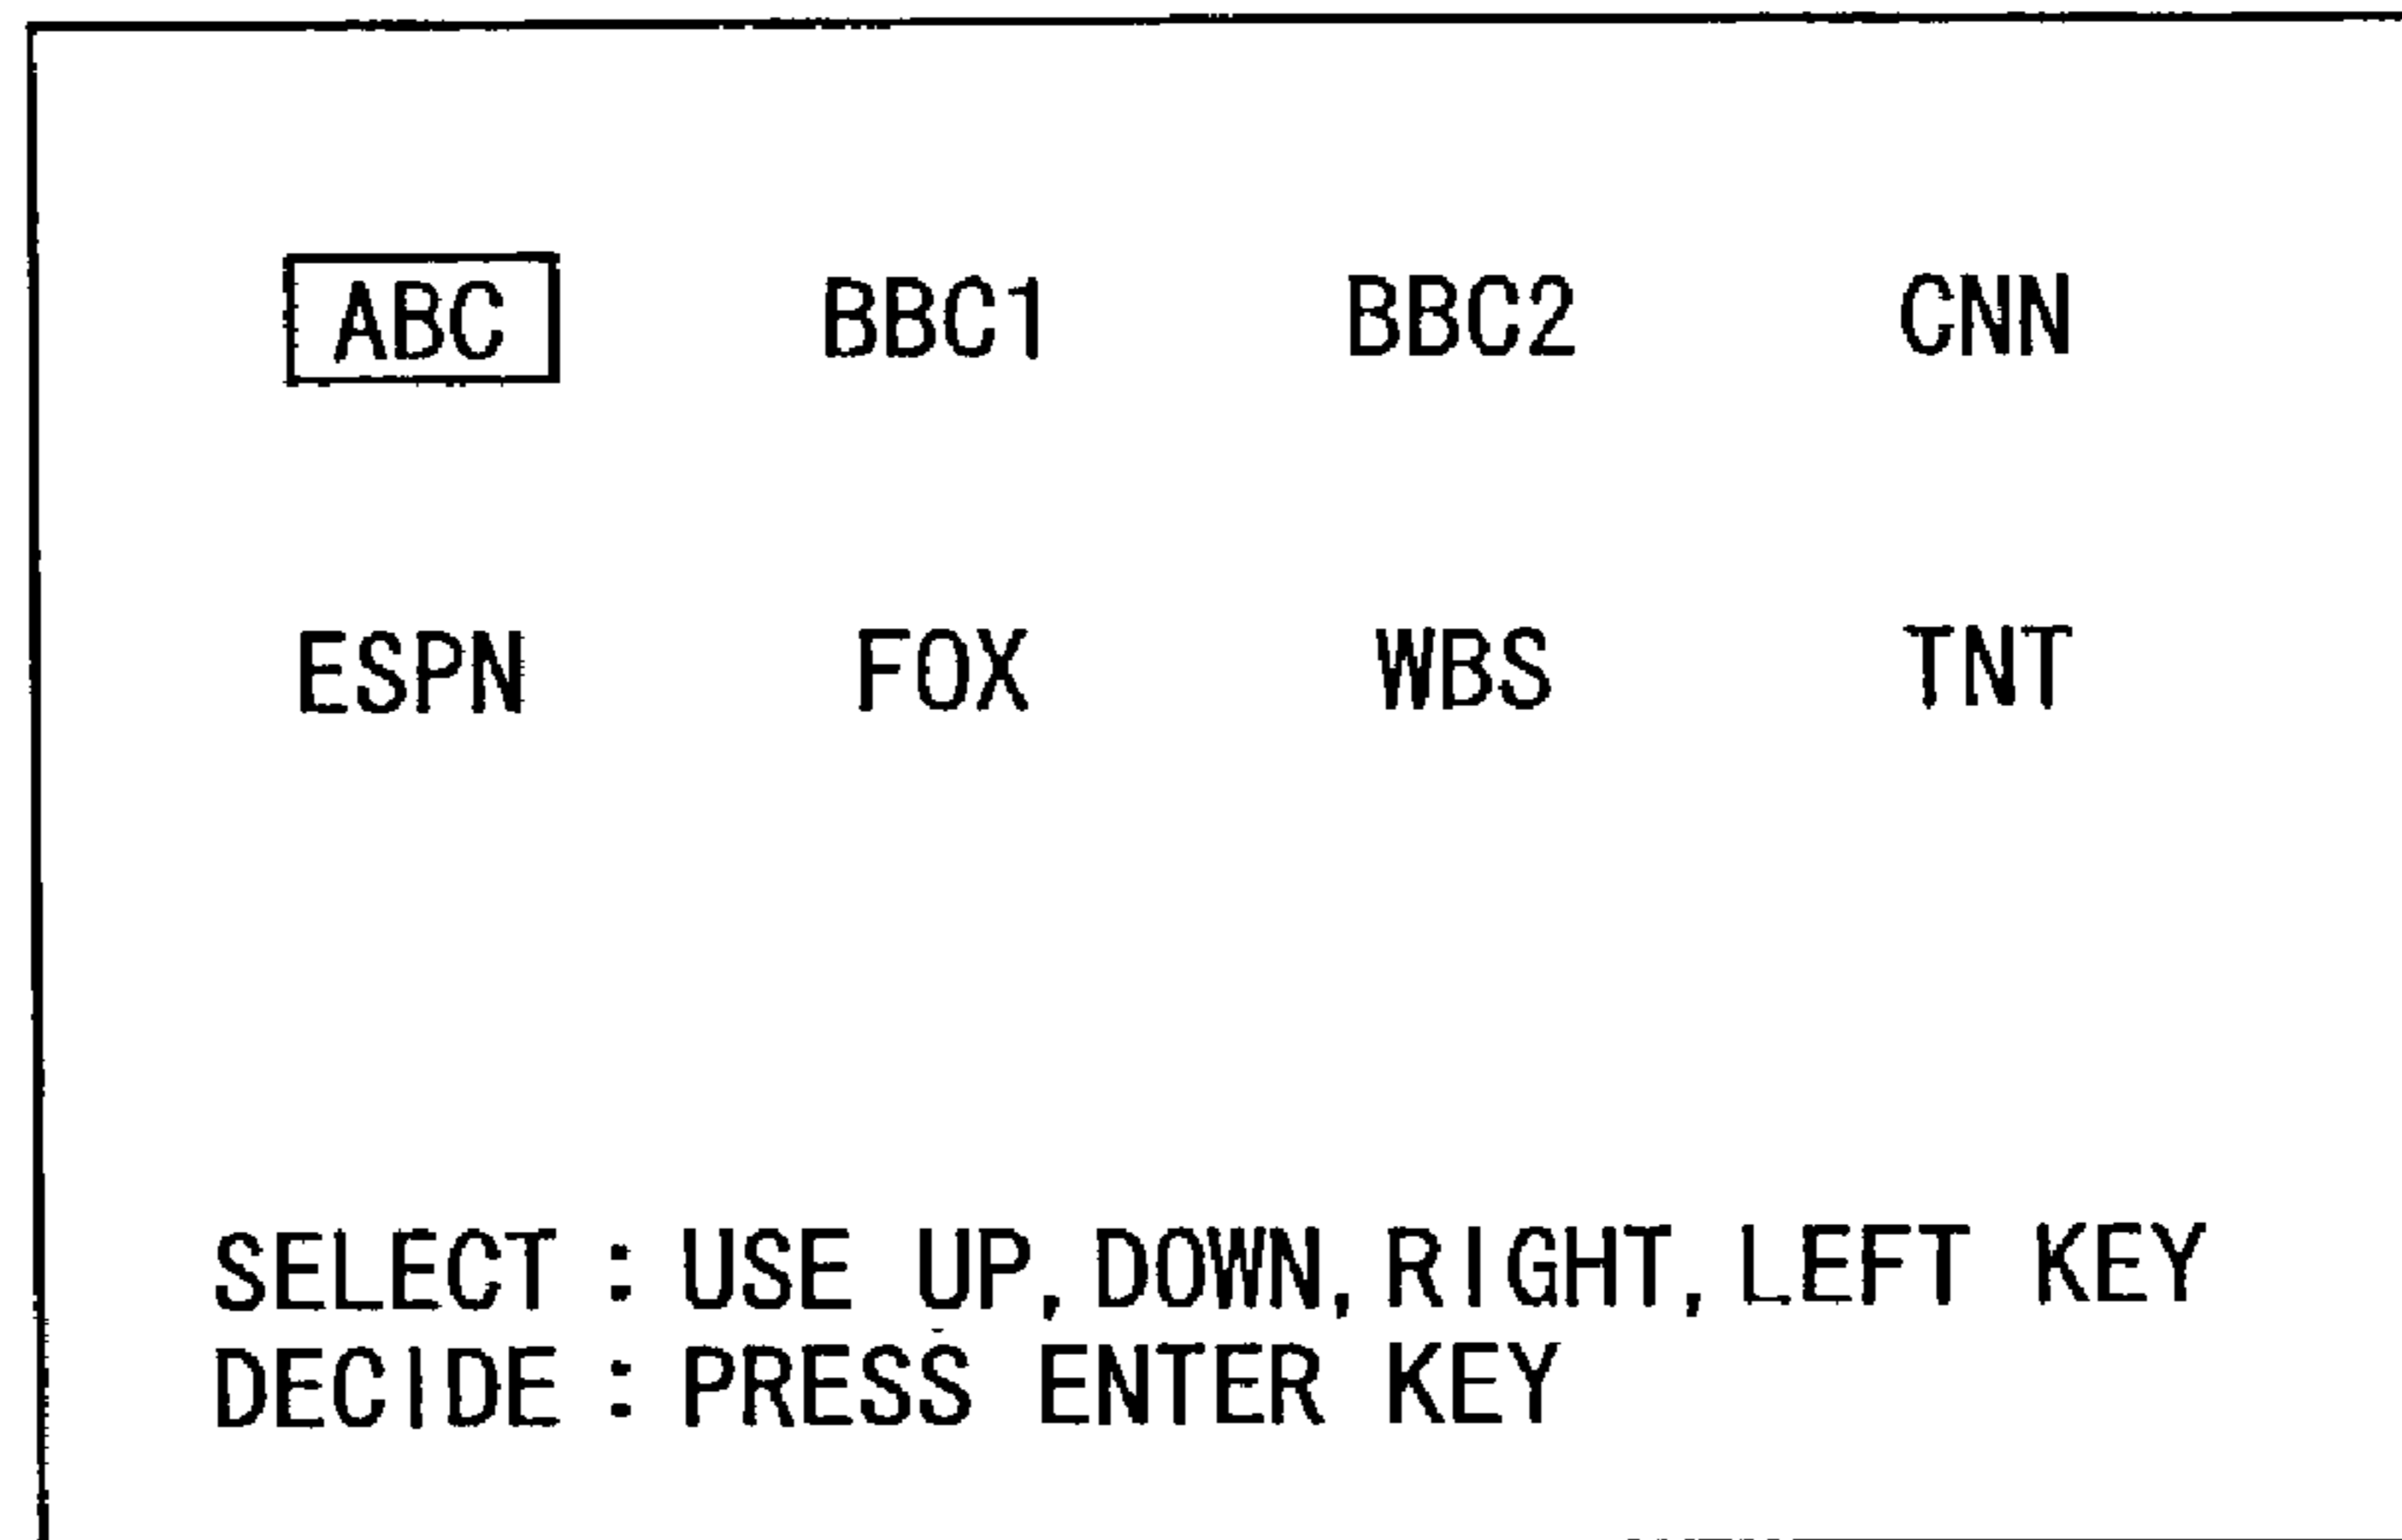 ABC BBC1 BBC2 CNN
ESPN FOX WBS TNT
SELECT : USE UP, DOWN, RIGHT, LEFT KEY
DECIDE : PRESS ENTER KEY